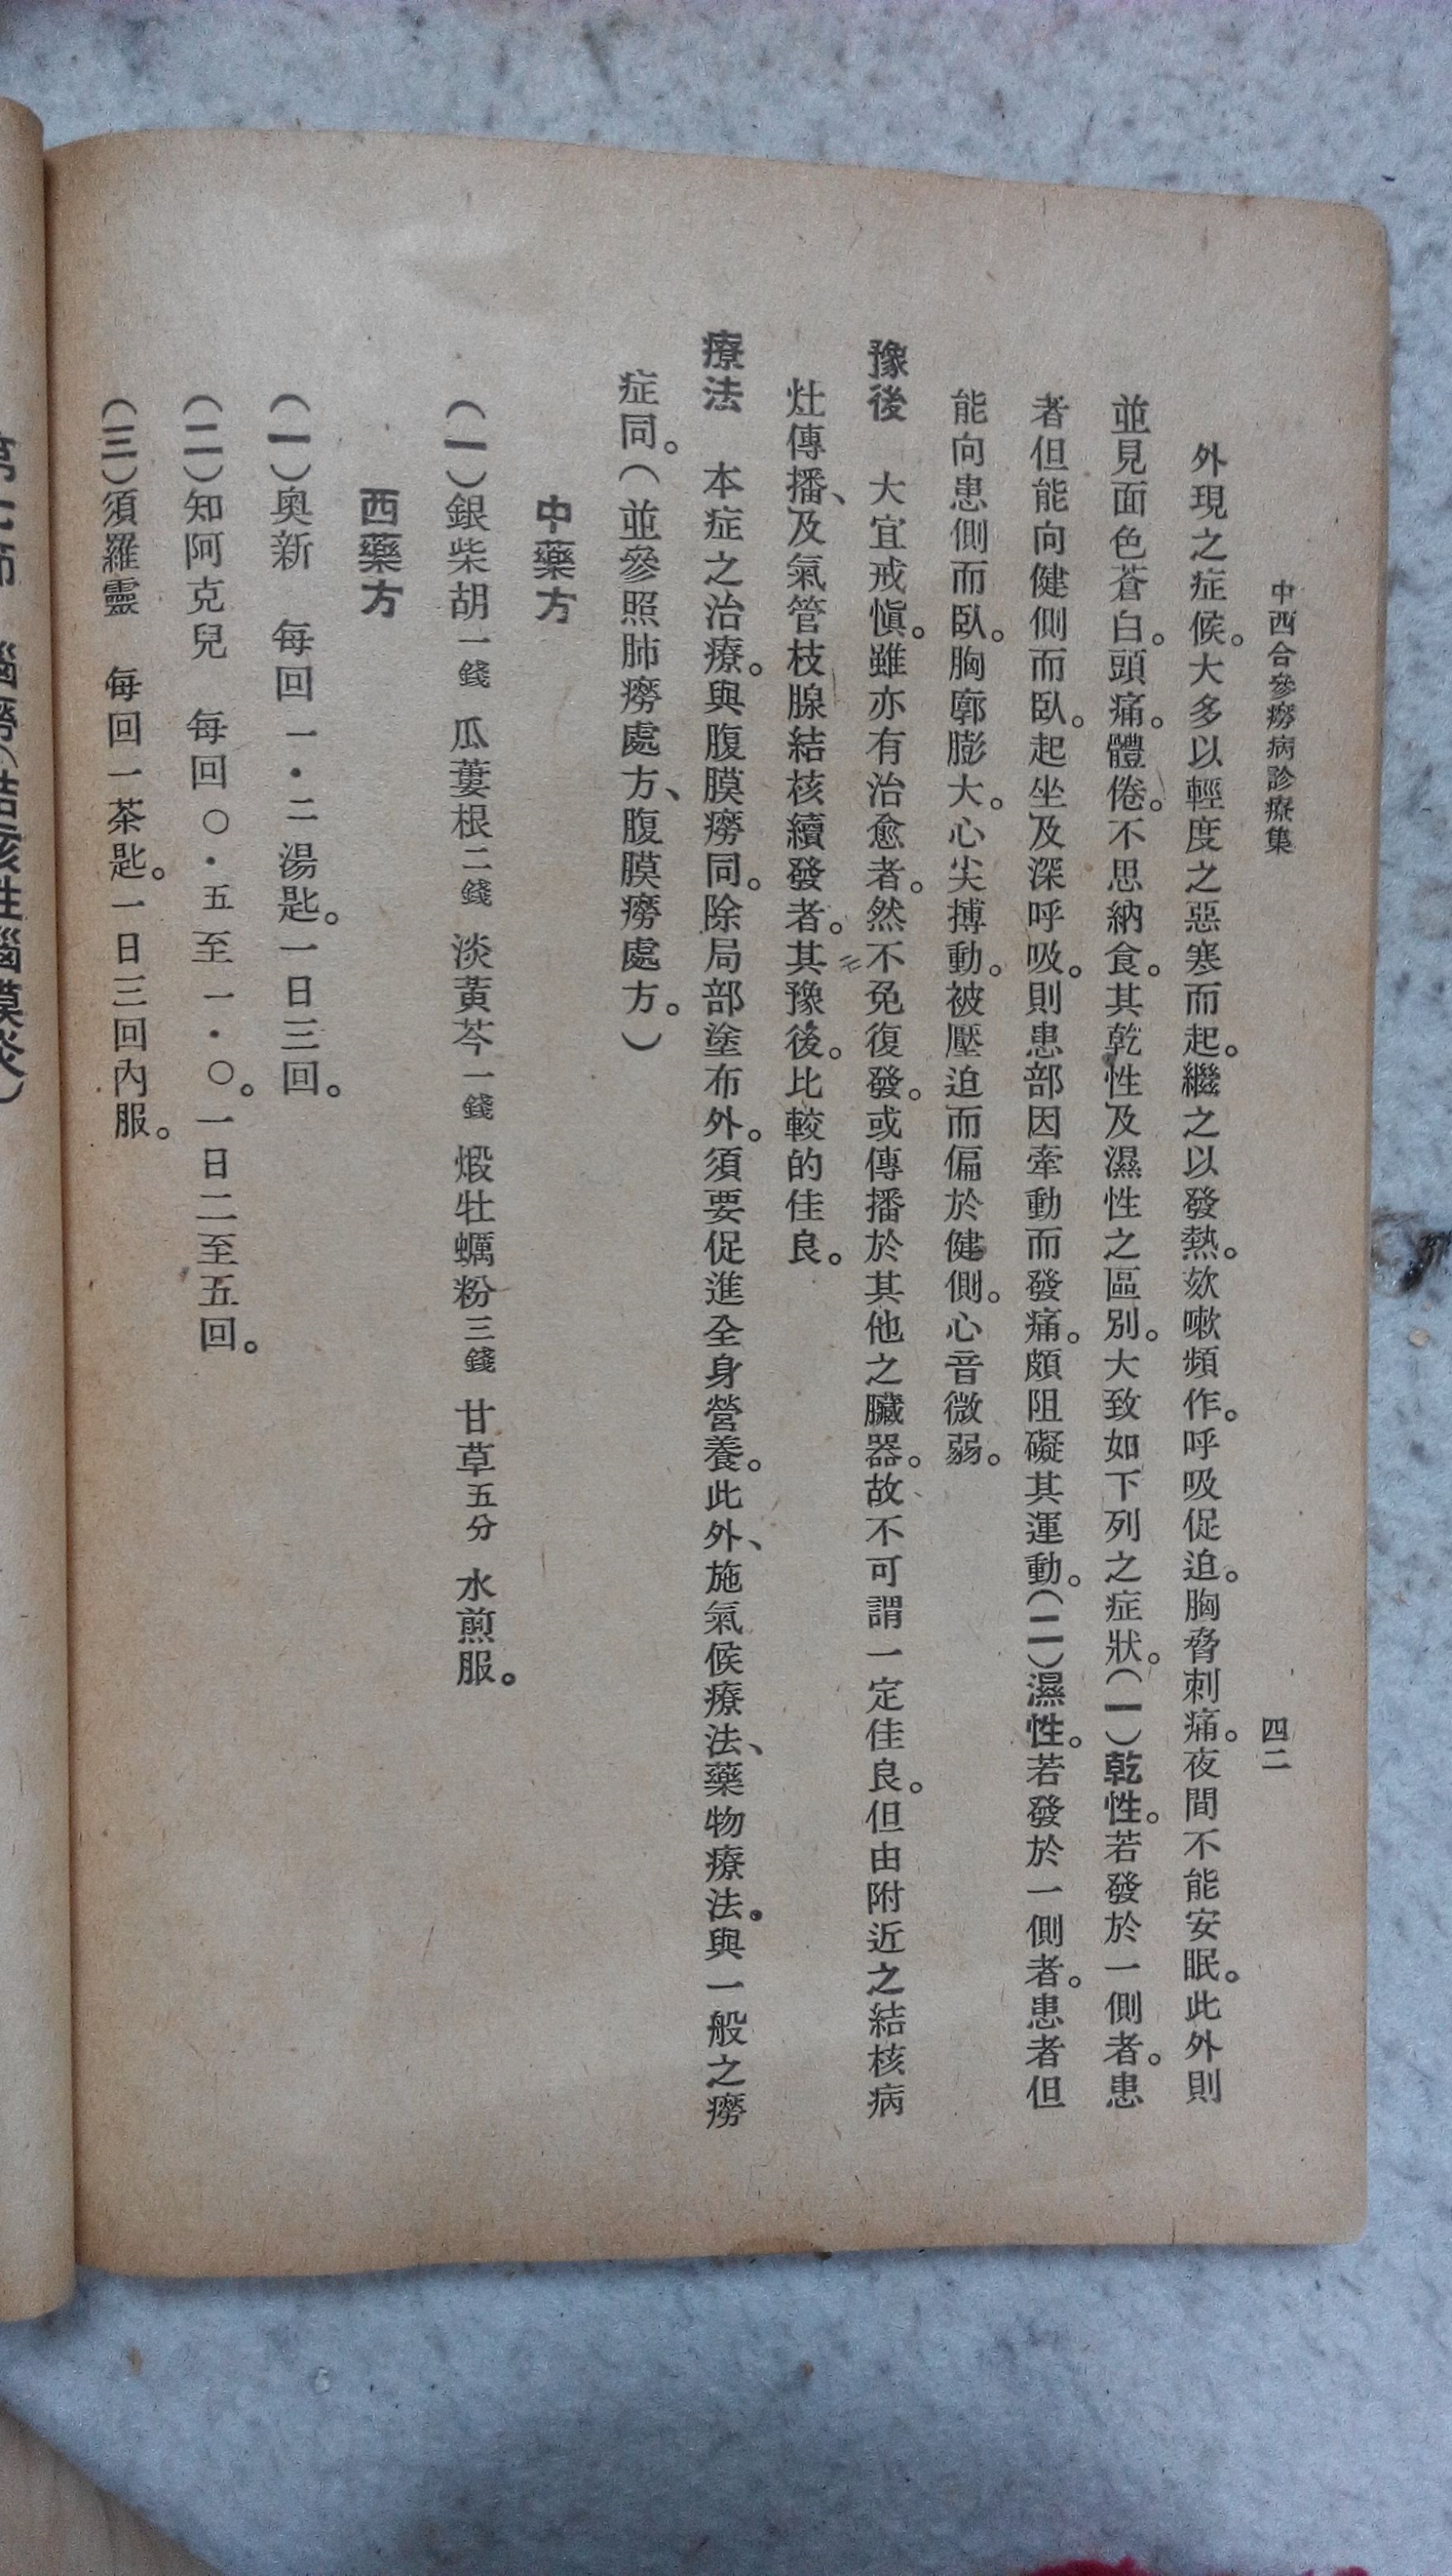 中西合參癆病診療集
四二
外現之症候。大多以輕度之惡寒而起。繼之以發熱。欬嗽頻作。呼吸促迫。胸脅刺痛。夜間不能安眠。此外則
並見面色蒼白。頭痛。體倦。不思納食。其乾性及濕性之區別。大致如下列之症狀。(一)乾性。若發於一側者。患
者但能向健側而臥。起坐及深呼吸。則患部因牽動而發痛。頗阻礙其運動。(二)濕性。若發於一側者。患者但
能向患側而臥。胸廓膨大。心尖搏動。被壓迫而偏於健側。心音微弱。
豫後 大宜戒愼。雖亦有治愈者。然不免復發。或傳播於其他之臟器。故不可謂一定佳良。但由附近之結核病
灶傳播、及氣管枝腺結核續發者。其豫後。比較的佳良。
療法 本症之治療。與腹膜癆同。除局部塗布外。須要促進全身營養。此外、施氣候療法、藥物療法。與一般之癆
症同。(並參照肺癆處方、腹膜癆處方。)
中藥方
(一)銀柴胡一錢 瓜蔞根二錢 淡黃芩一錢 煅牡蠣粉三錢 甘草五分 水煎服。
西藥方
(一)奧新 每回一・二湯匙。一日三回。
(二)知阿克兒 每回〇・五至一・〇。一日二至五回。
(三)須羅靈 每回一茶匙。一日三回內服。